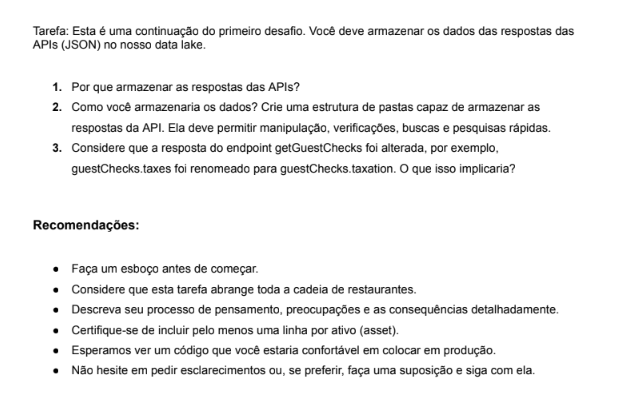 Tarefa: Esta é uma continuação do primeiro desafio. Você deve armazenar os dados das respostas das
APIs (JSON) no nosso data lake.
1. Por que armazenar as respostas das APIs?
2. Como você armazenaria os dados? Crie uma estrutura de pastas capaz de armazenar as
respostas da API. Ela deve permitir manipulação, verificações, buscas e pesquisas rápidas.
3. Considere que a resposta do endpoint getGuestChecks foi alterada, por exemplo,
guestChecks.taxes foi renomeado para guestChecks.taxation. O que isso implicaria?
Recomendações:
● Faça um esboço antes de começar.
● Considere que esta tarefa abrange toda a cadeia de restaurantes.
● Descreva seu processo de pensamento, preocupações e as consequências detalhadamente.
● Certifique-se de incluir pelo menos uma linha por ativo (asset).
● Esperamos ver um código que você estaria confortável em colocar em produção.
● Não hesite em pedir esclarecimentos ou, se preferir, faça uma suposição e siga com ela.